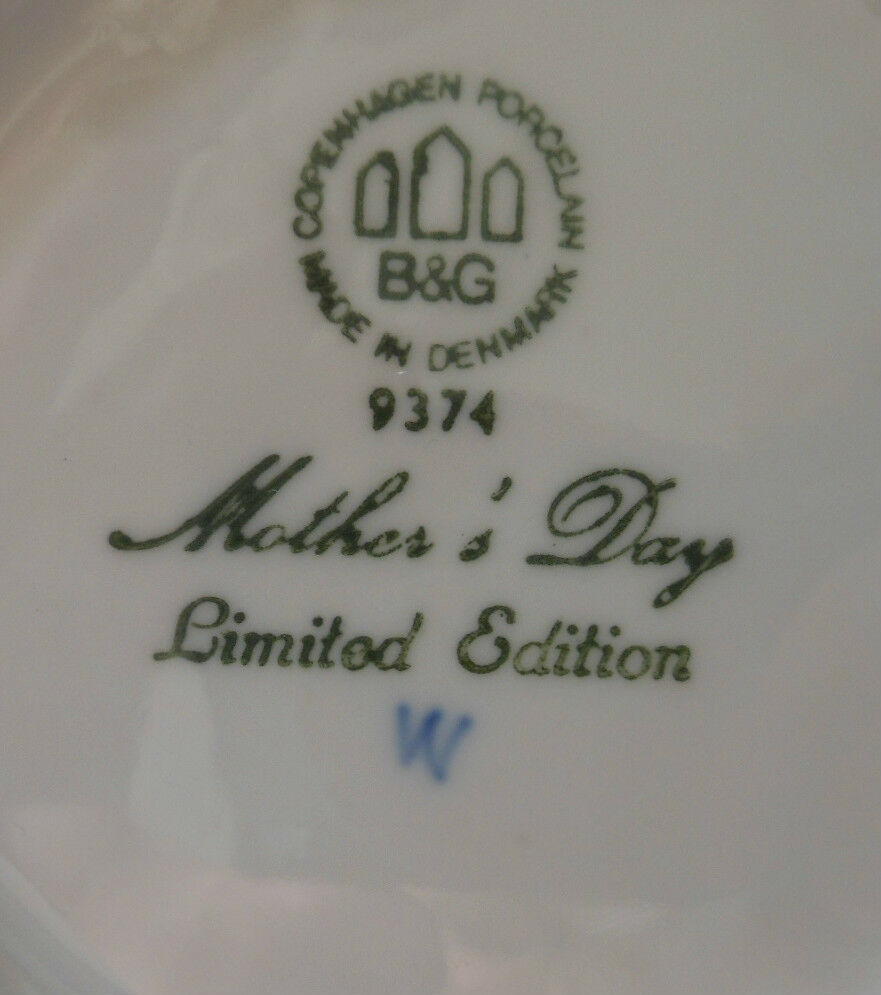 COPENHAGEN PORCELAIN
B&G
MADE IN DENMARK
9374
Mother's Day
Limited Edition
W